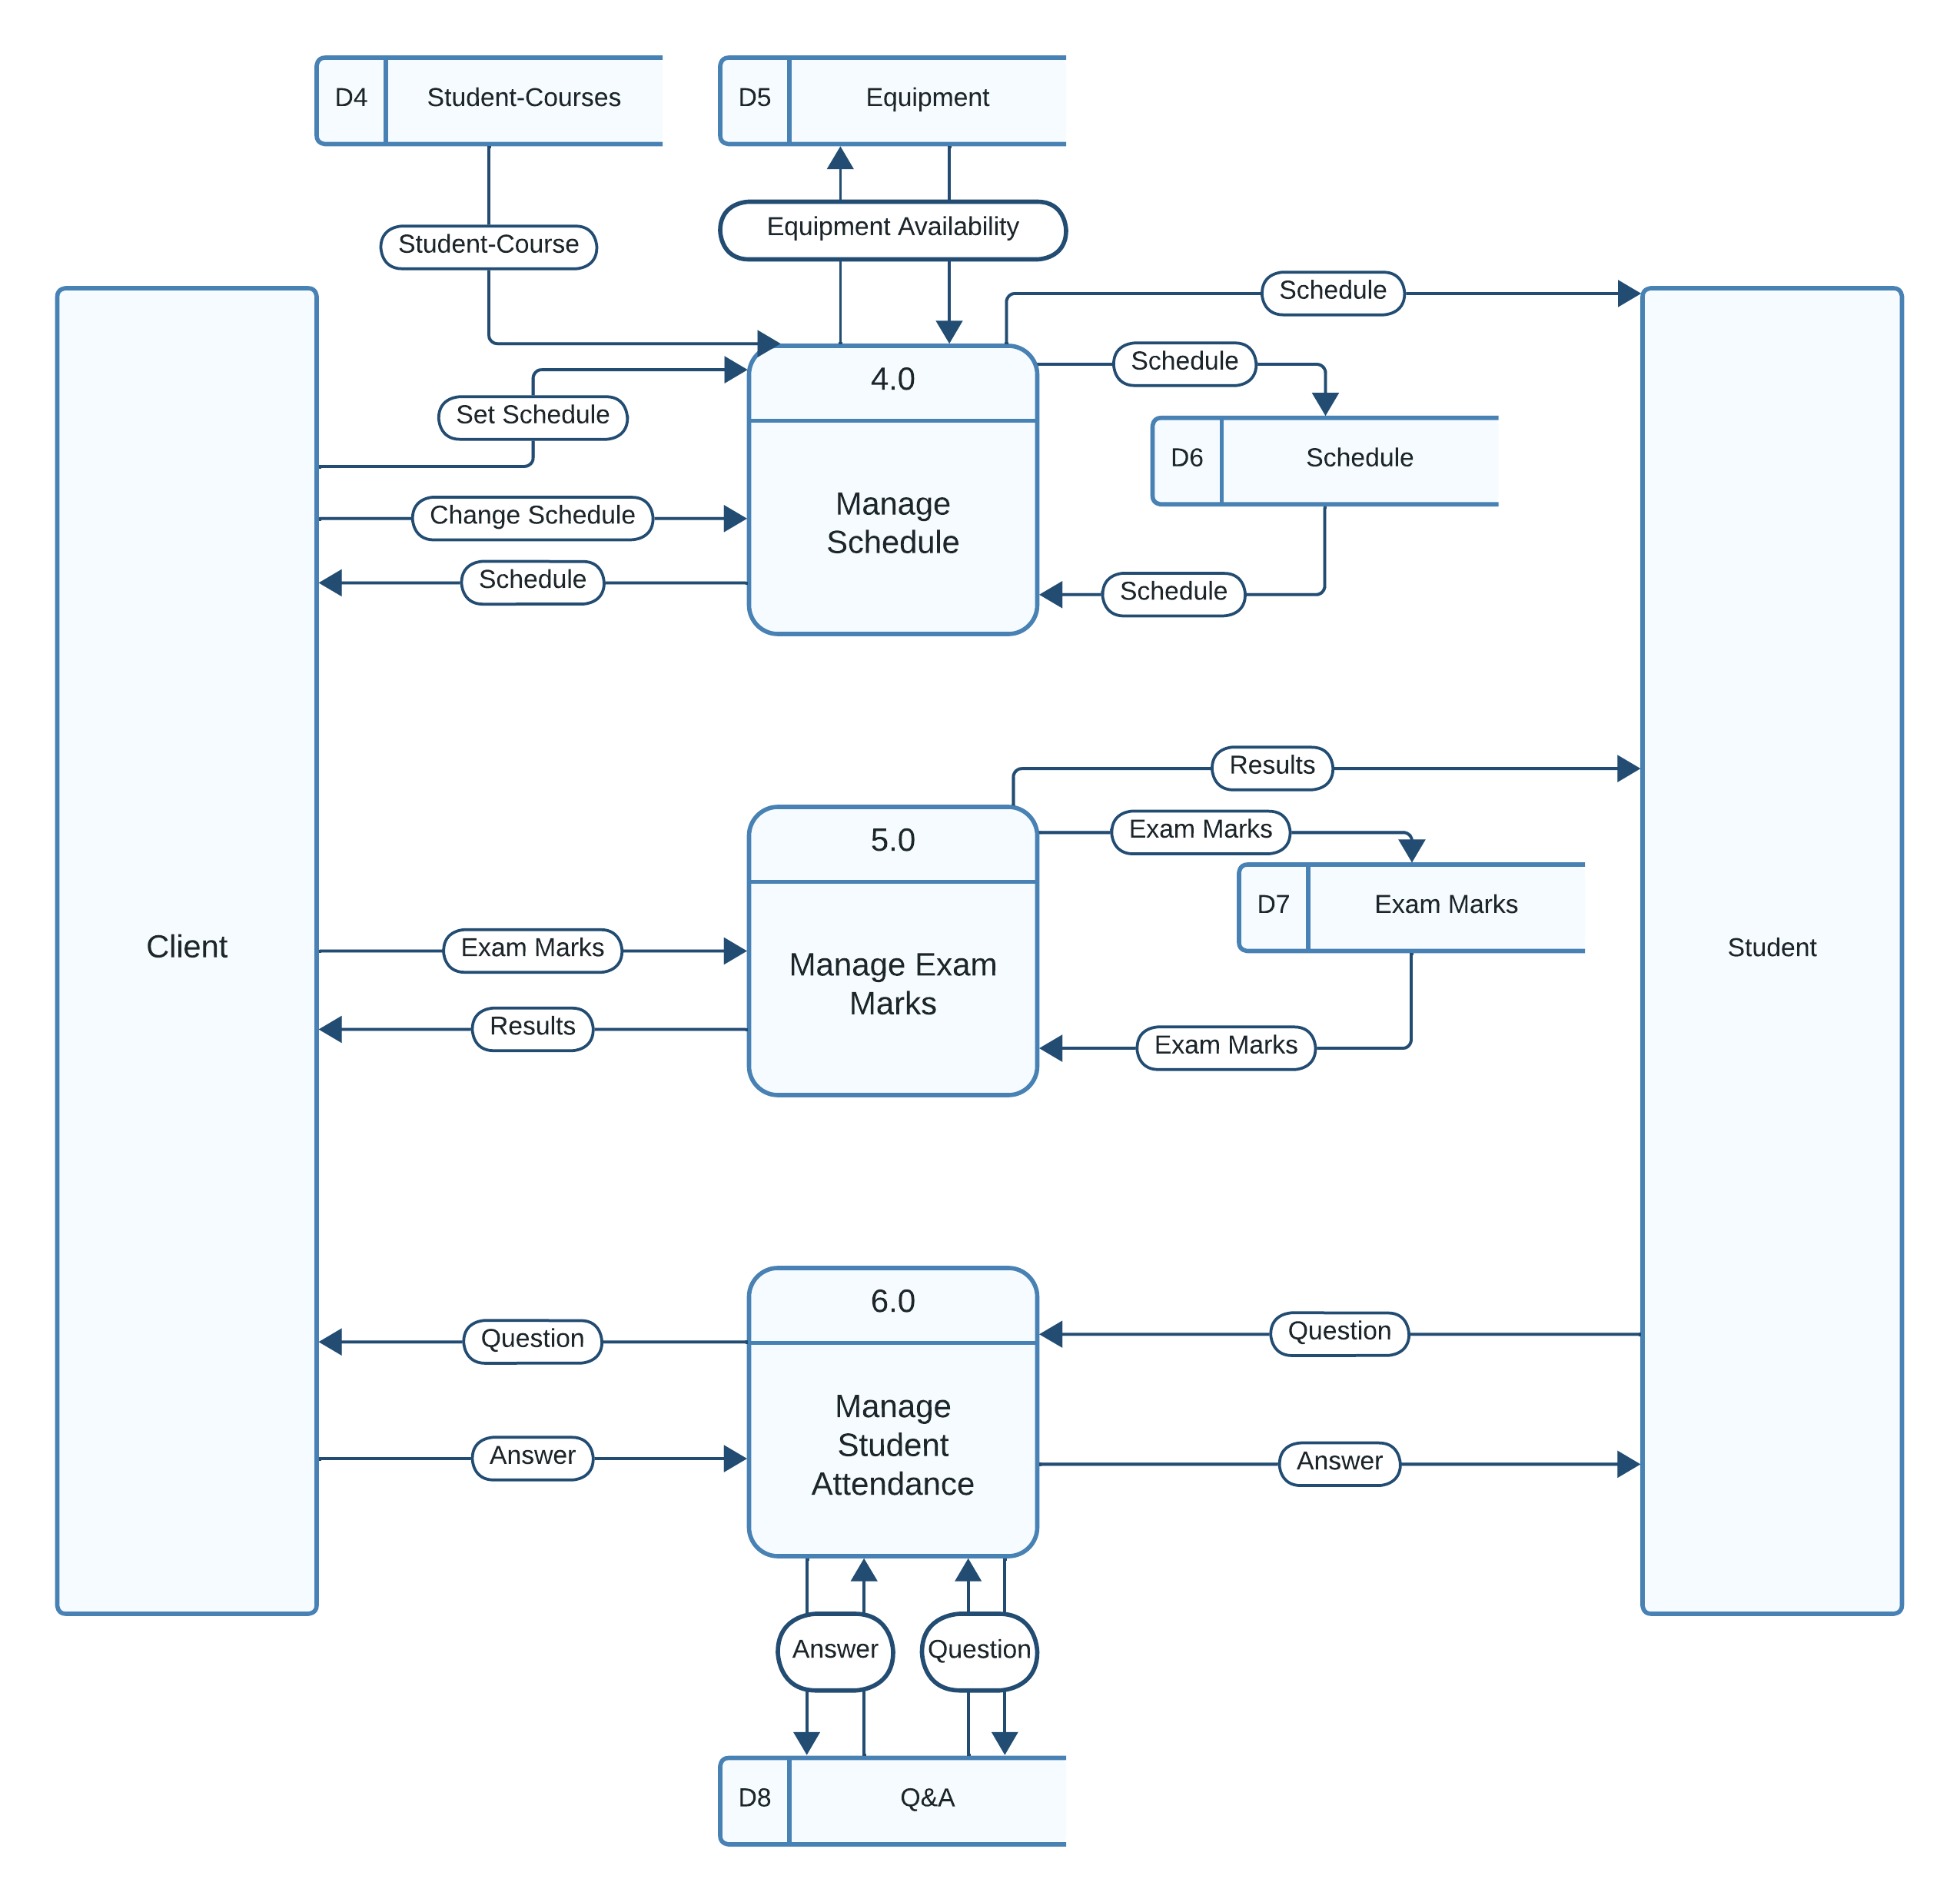 D4
Student-Courses
D5
Equipment
Student-Course
Equipment Availability
Schedule
Schedule
4.0
Set Schedule
D6
Schedule
Manage
Schedule
Change Schedule
Schedule
Schedule
Results
Exam Marks
5.0
D7
Exam Marks
Client
Exam Marks
Manage Exam
Marks
Student
Results
Exam Marks
6.0
Question
Question
Manage
Student
Attendance
Answer
Answer
Answer
Question
D8
Q&A